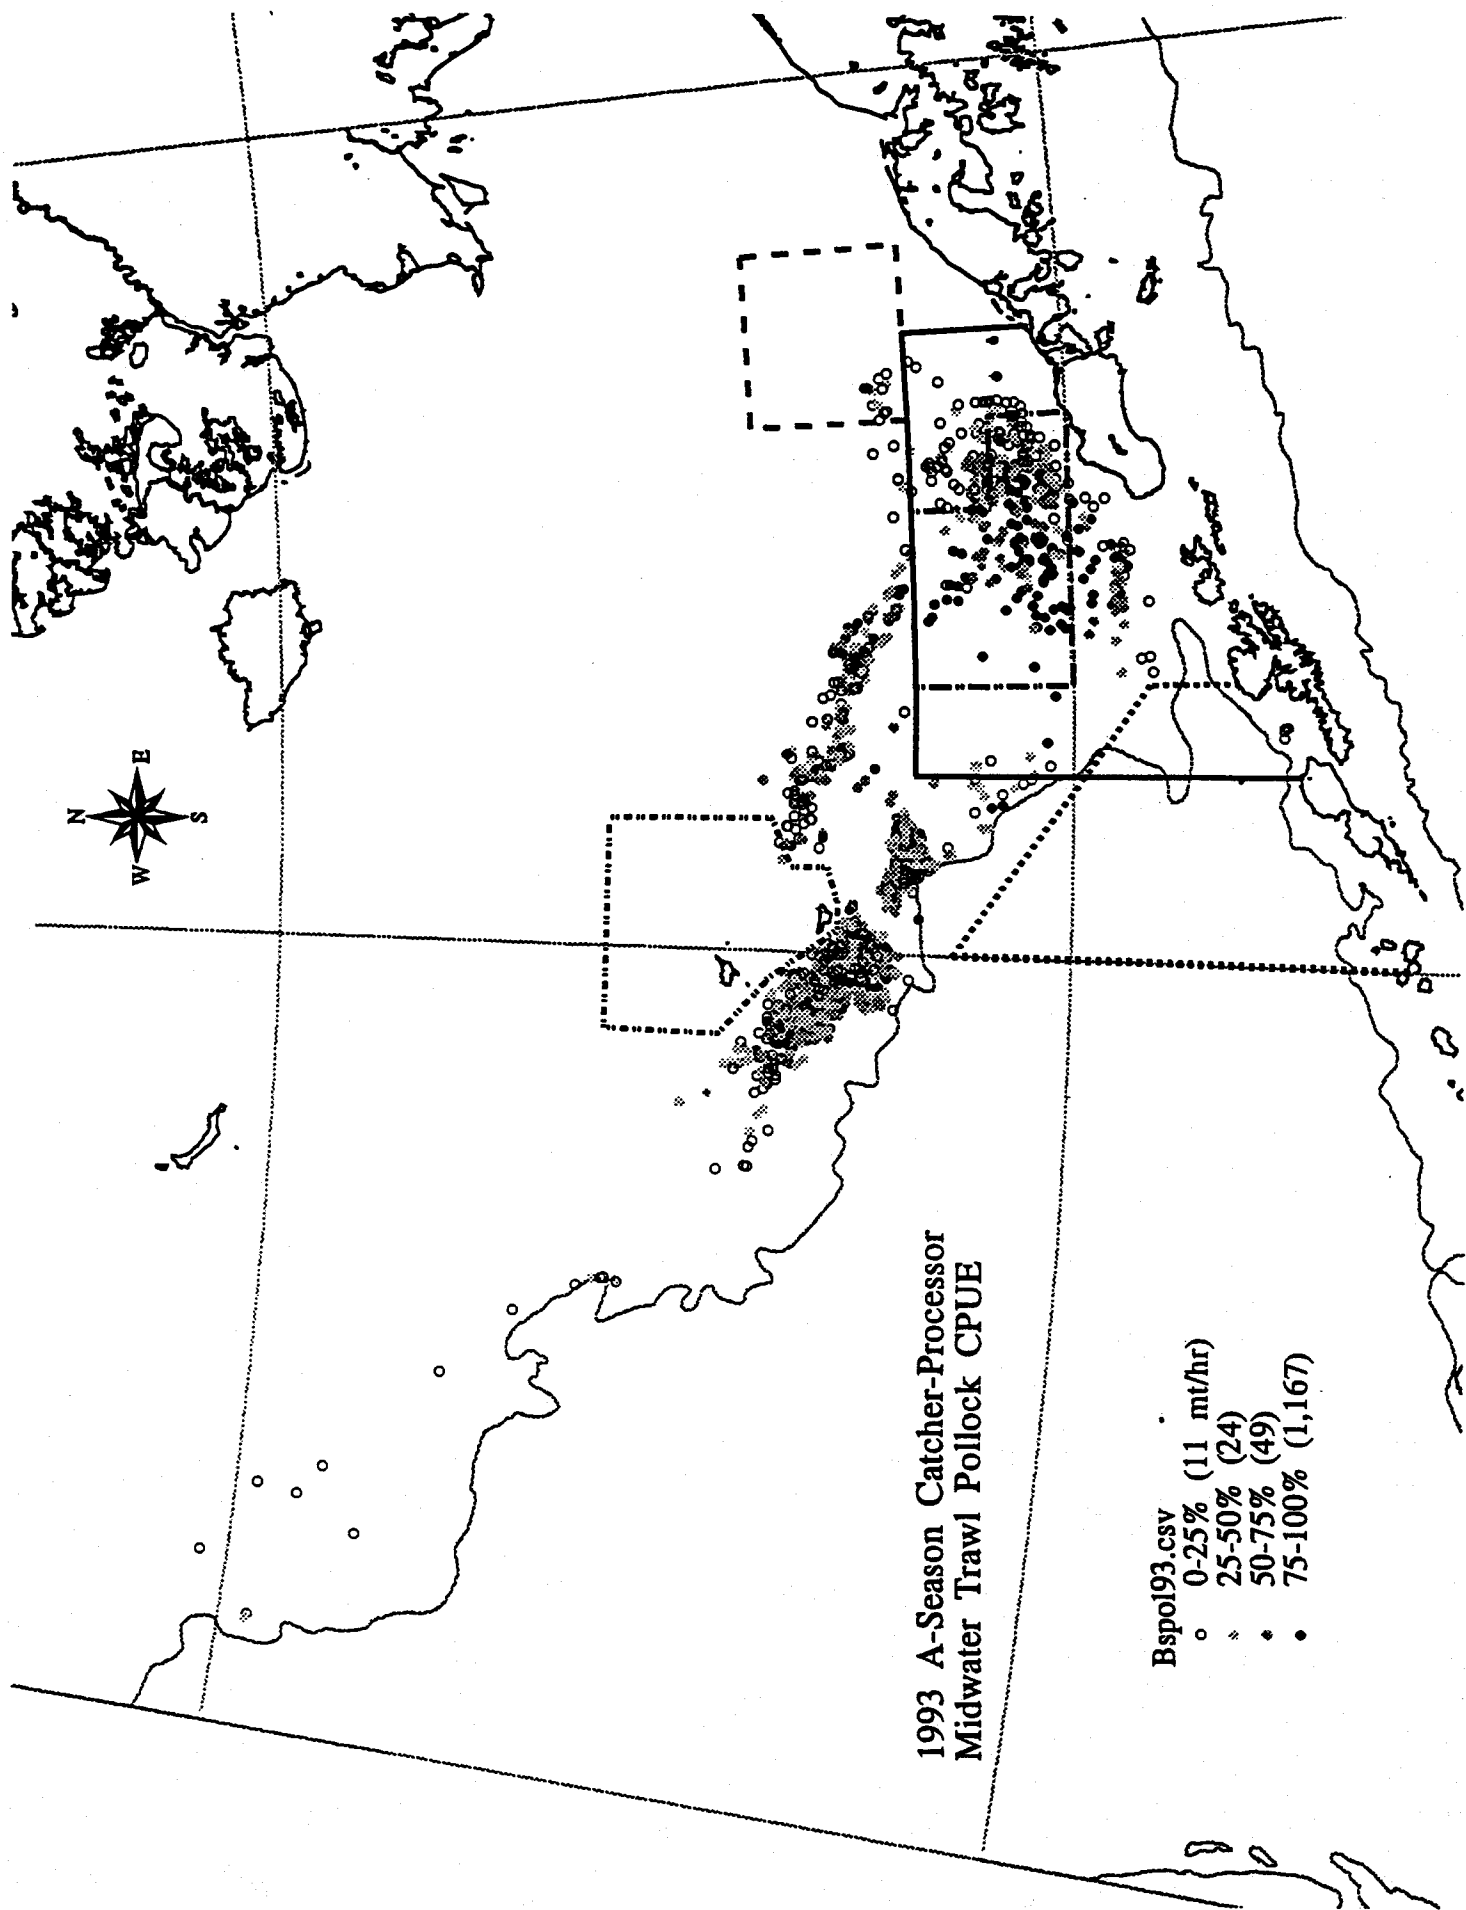 N
W
E
S
1993 A-Season Catcher-Processor
Midwater Trawl Pollock CPUE
Bspol93.csv
0-25% (11 mt/hr)
25-50% (24)
50-75% (49)
75-100% (1,167)